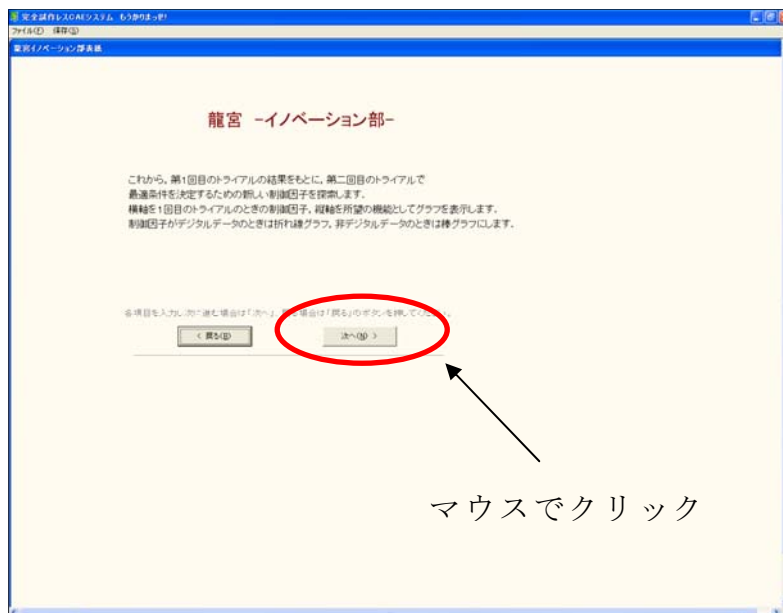 完全試作レスCAEシステム もうかりまっせ!
ファイル(F) 保存(S)
龍宮イノベーション部表紙
龍宮 -イノベーション部-
これから、第1回目のトライアルの結果をもとに、第二回目のトライアルで
最適条件を決定するための新しい制御因子を探索します。
横軸を1回目のトライアルのときの制御因子、縦軸を所望の機能としてグラフを表示します。
制御因子がデジタルデータのときは折れ線グラフ、非デジタルデータのときは棒グラフにします。
各項目を入力し次に進む場合は「次へ」、戻る場合は「戻る」のボタンを押してください。
< 戻る(B) 次へ(N) >
マウスでクリック